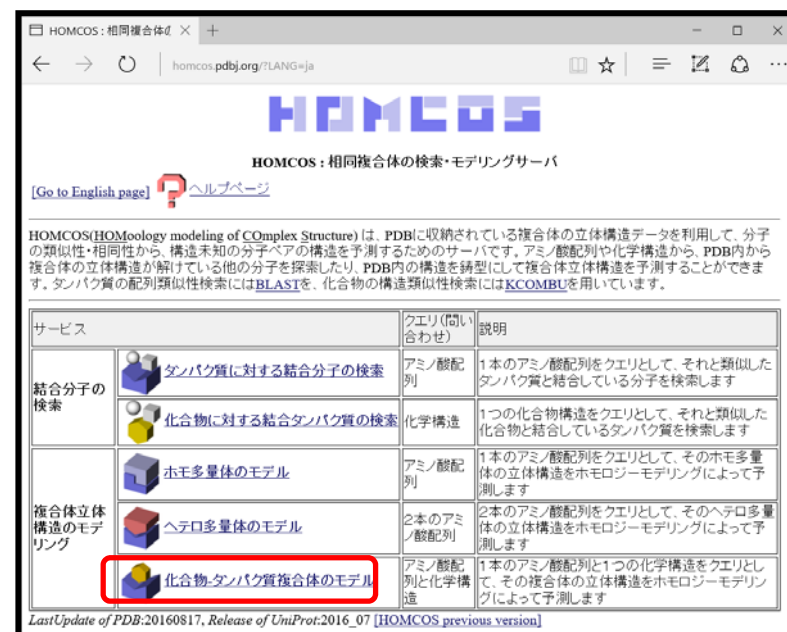 HOMCOS : 相同複合体の
homcos.pdbj.org/?LANG=ja
HOMCOS
HOMCOS : 相同複合体の検索・モデリングサーバ
[Go to English page] ヘルプページ
HOMCOS(HOMoology modeling of COmplex Structure) は、PDBに収納されている複合体の立体構造データを利用して、分子
の類似性・相同性から、構造未知の分子ペアの構造を予測するためのサーバです。アミノ酸配列や化学構造から、PDB内から
複合体の立体構造が解けている他の分子を探索したり、PDB内の構造を鋳型にして複合体立体構造を予測することができま
す。タンパク質の配列類似性検索にはBLASTを、化合物の構造類似性検索にはKCOMBUを用いています。
サービス
クエリ(問い
合わせ)
説明
結合分子の
検索
タンパク質に対する結合分子の検索
アミノ酸配
列
1本のアミノ酸配列をクエリとして、それと類似した
タンパク質と結合している分子を検索します
化合物に対する結合タンパク質の検索
化学構造
1つの化合物構造をクエリとして、それと類似した
化合物と結合しているタンパク質を検索します
複合体立体
構造のモデ
リング
ホモ多量体のモデル
アミノ酸配
列
1本のアミノ酸配列をクエリとして、そのホモ多量
体の立体構造をホモロジーモデリングによって予
測します
ヘテロ多量体のモデル
2本のアミ
ノ酸配列
2本のアミノ酸配列をクエリとして、そのヘテロ多量
体の立体構造をホモロジーモデリングによって予
測します
化合物-タンパク質複合体のモデル
アミノ酸配
列と化学構
造
1本のアミノ酸配列と1つの化学構造をクエリとし
て、その複合体の立体構造をホモロジーモデリン
グによって予測します
LastUpdate of PDB:20160817, Release of UniProt:2016_07 [HOMCOS previous version]